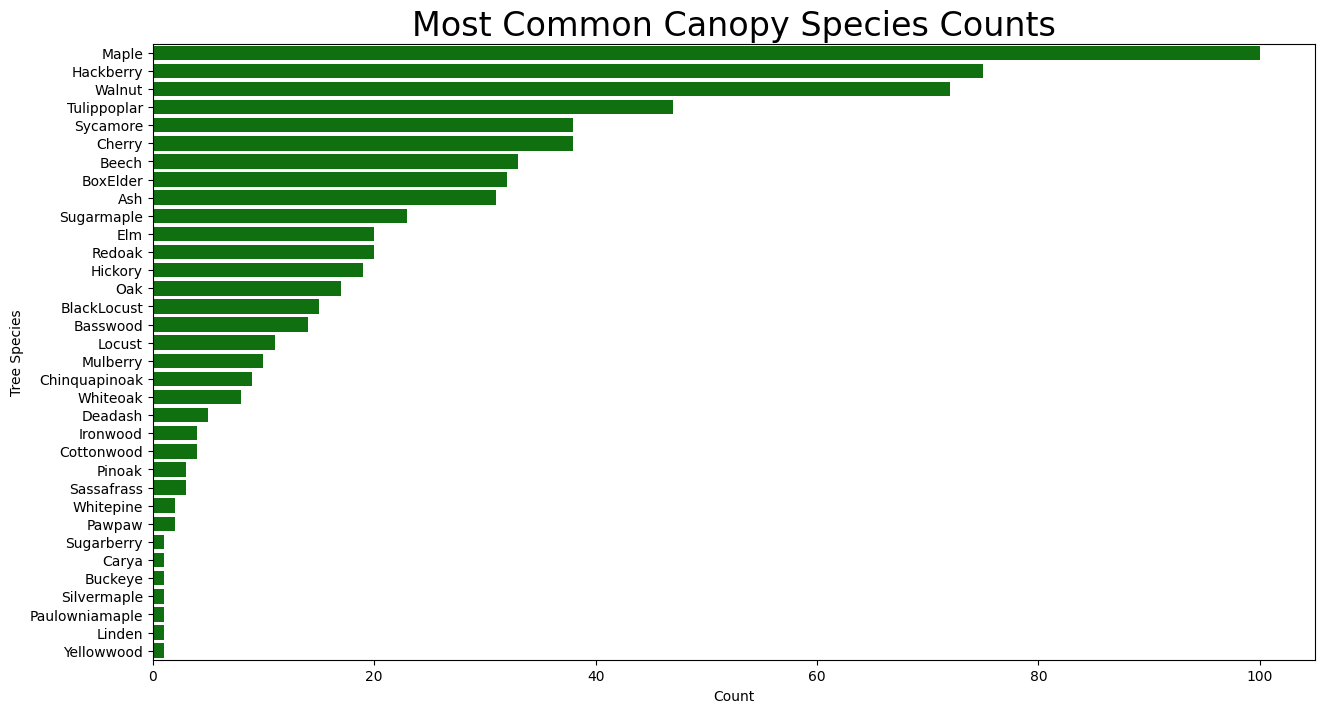 Most Common Canopy Species Counts
Maple
Hackberry
Walnut
Tulippoplar
Sycamore
Cherry
Beech
BoxElder
Ash
Sugarmaple
Elm
Redoak
Hickory
Oak
BlackLocust
Basswood
Locust
Mulberry
Chinquapinoak
Whiteoak
Deadash
Ironwood
Cottonwood
Pinoak
Sassafrass
Whitepine
Pawpaw
Sugarberry
Carya
Buckeye
Silvermaple
Paulowniamaple
Linden
Yellowwood
Tree Species
0 20 40 60 80 100
Count